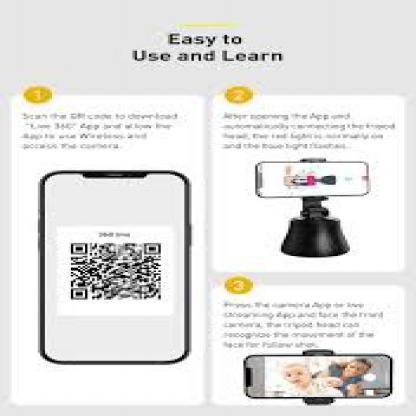 Easy to
Use and Learn
1
Scan the QR code to download
"Live 360" App and allow the
App to use Wireless and
access the camera.
2
After opening the App and
automatically connecting the tripod
head, the red light is normally on
and the blue light flashes.
3
Press the camera App or live
streaming App and face the front
camera, the tripod head can
recognize the movement of the
face for follow shot.